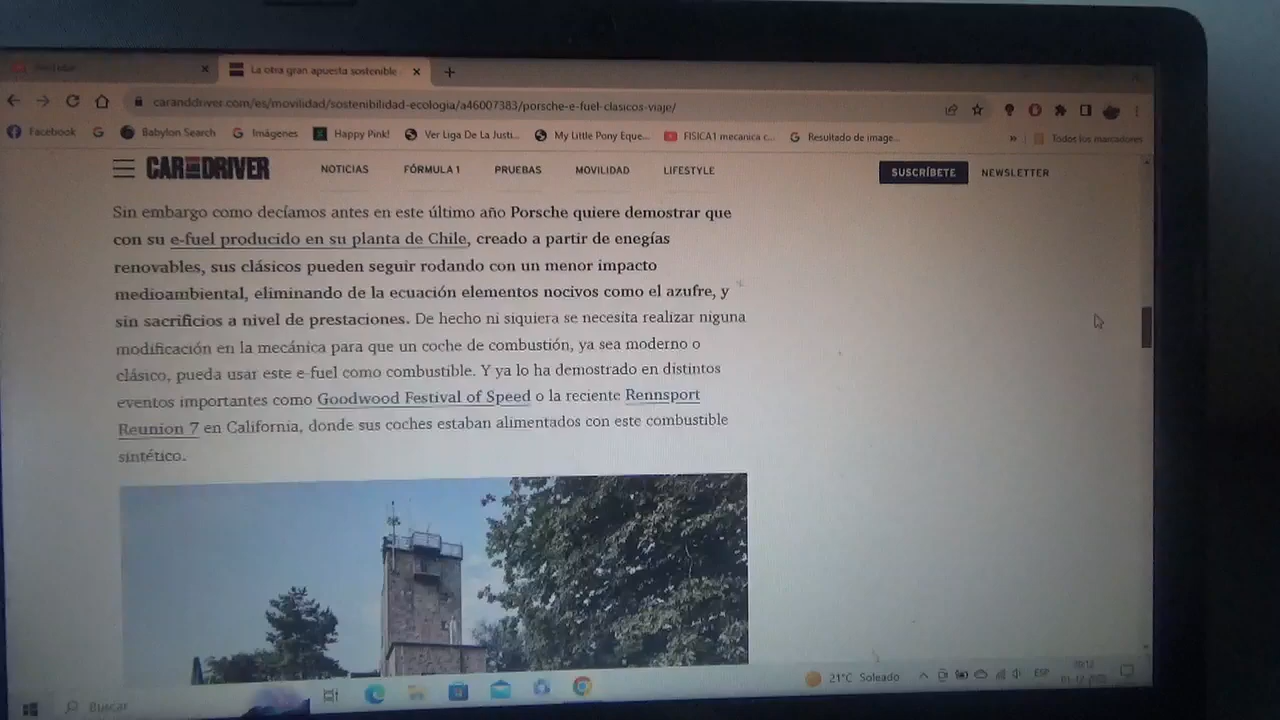 La otra gran apuesta sostenible
caranddriver.com/es/movilidad/sostenibilidad-ecologia/a46007383/porsche-e-fuel-clasicos-viaje/
Facebook
Babylon Search
Imágenes
Happy Pink!
Ver Liga De La Justi...
My Little Pony Eque...
FISICA1 mecanica c...
Resultado de image...
»
Todos los marcadores
CAR AND DRIVER
NOTICIAS
FÓRMULA 1
PRUEBAS
MOVILIDAD
LIFESTYLE
SUSCRÍBETE
NEWSLETTER
Sin embargo como decíamos antes en este último año Porsche quiere demostrar que
con su e-fuel producido en su planta de Chile, creado a partir de enegías
renovables, sus clásicos pueden seguir rodando con un menor impacto
medioambiental, eliminando de la ecuación elementos nocivos como el azufre, y
sin sacrificios a nivel de prestaciones. De hecho ni siquiera se necesita realizar niguna
modificación en la mecánica para que un coche de combustión, ya sea moderno o
clásico, pueda usar este e-fuel como combustible. Y ya lo ha demostrado en distintos
eventos importantes como Goodwood Festival of Speed o la reciente Rennsport
Reunion 7 en California, donde sus coches estaban alimentados con este combustible
sintético.
Buscar
21°C Soleado
ESP